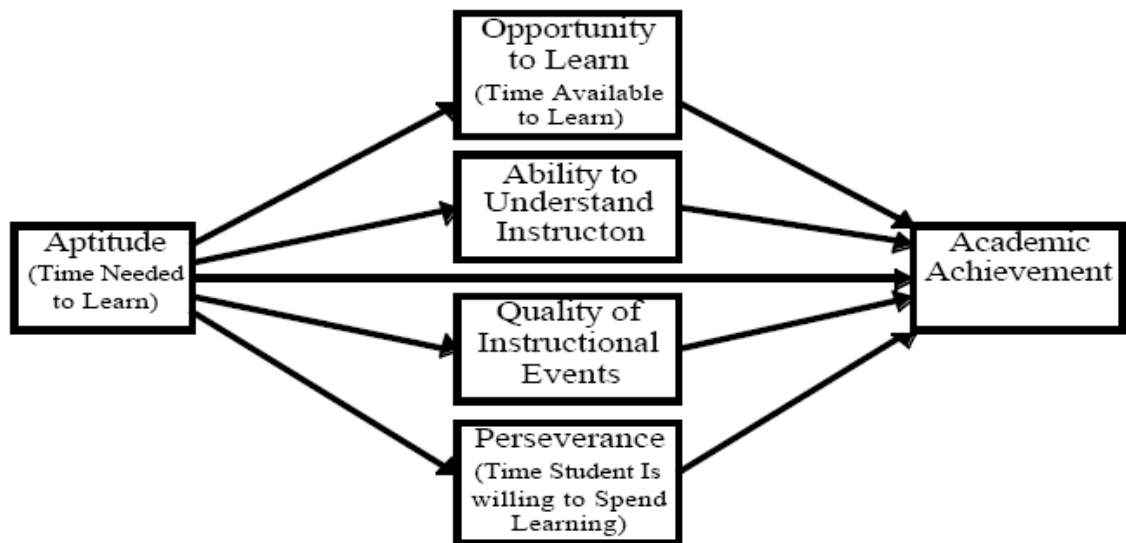 Opportunity
to Learn
(Time Available
to Learn)
Ability to
Understand
Instructon
Aptitude
(Time Needed
to Learn)
Academic
Achievement
Quality of
Instructional
Events
Perseverance
(Time Student Is
willing to Spend
Learning)